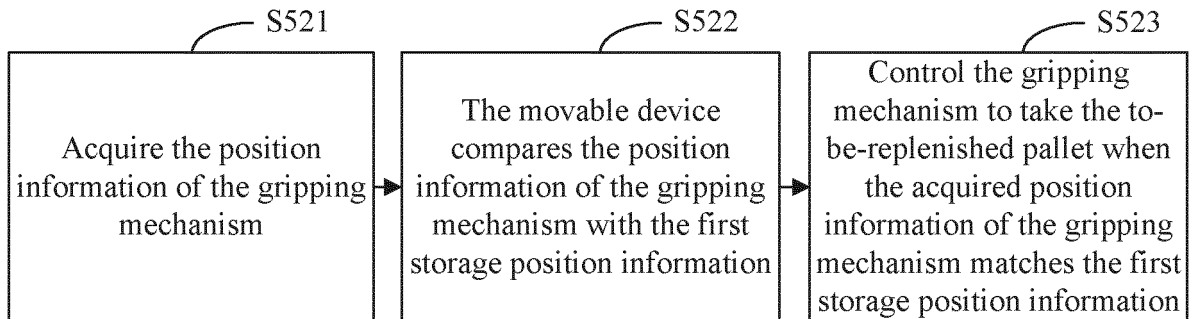 S521
S522
S523
Acquire the position
information of the gripping
mechanism
The movable device
compares the position
information of the gripping
mechanism with the first
storage position information
Control the gripping
mechanism to take the to-
be-replenished pallet when
the acquired position
information of the gripping
mechanism matches the first
storage position information